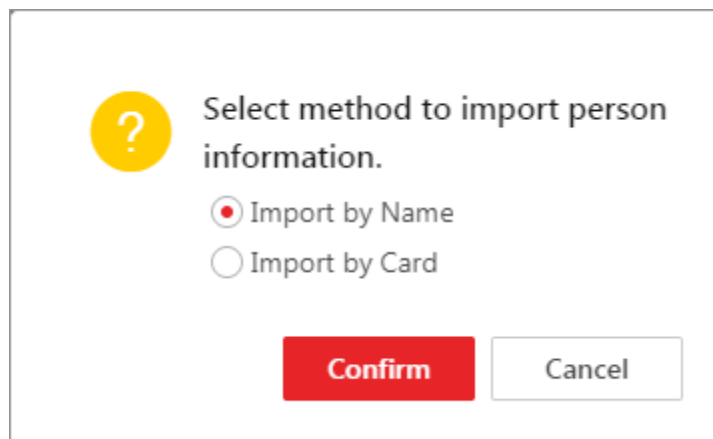 ?
Select method to import person
information.
Import by Name
Import by Card
Confirm
Cancel